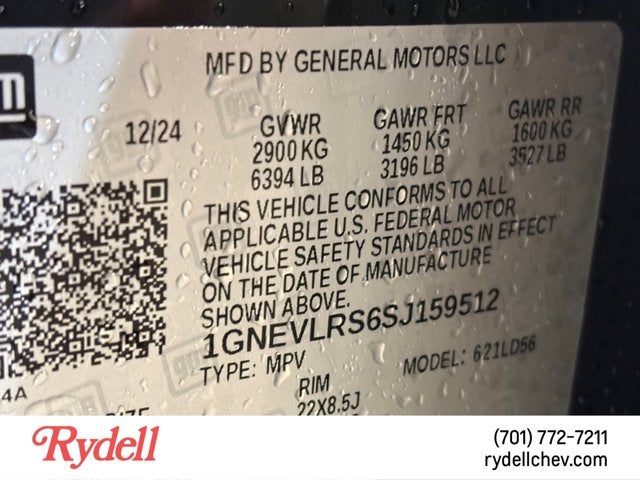 MFD BY GENERAL MOTORS LLC
m
12/24
GVWR GAWR FRT GAWR RR
2900 KG 1450 KG 1600 KG
6394 LB 3196 LB 3527 LB
THIS VEHICLE CONFORMS TO ALL
APPLICABLE U.S. FEDERAL MOTOR
VEHICLE SAFETY STANDARDS IN EFFECT
ON THE DATE OF MANUFACTURE
SHOWN ABOVE.
1GNEVLRS6SJ159512
TYPE: MPV MODEL: 621LD56
4A
RIM
22X8.5J
Rydell
(701) 772-7211
rydellchev.com